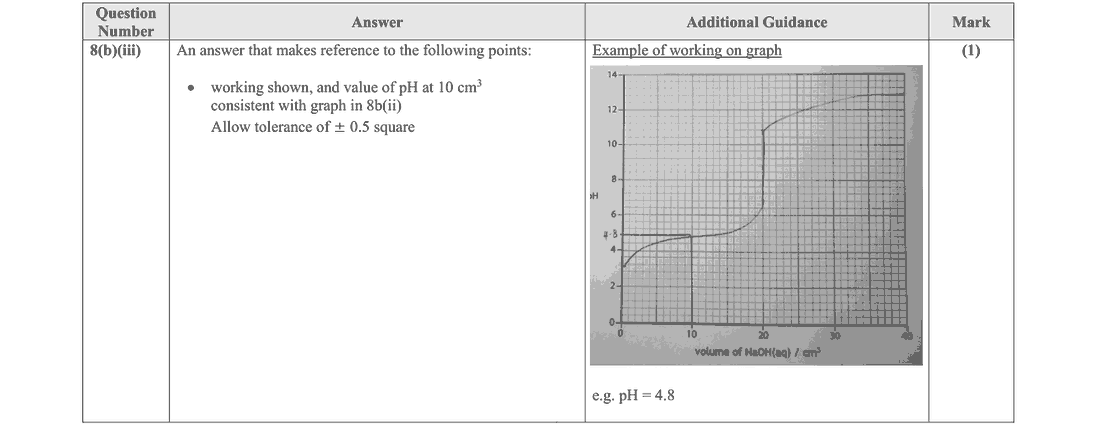 Question Number
Answer
Additional Guidance
Mark
8(b)(iii)
An answer that makes reference to the following points:
• working shown, and value of pH at 10 cm³
consistent with graph in 8b(ii)
Allow tolerance of ± 0.5 square
Example of working on graph
(1)
14
12
10
8
pH
6
4
2
0
0
10
20
30
40
volume of NaOH(aq) / cm³
e.g. pH = 4.8